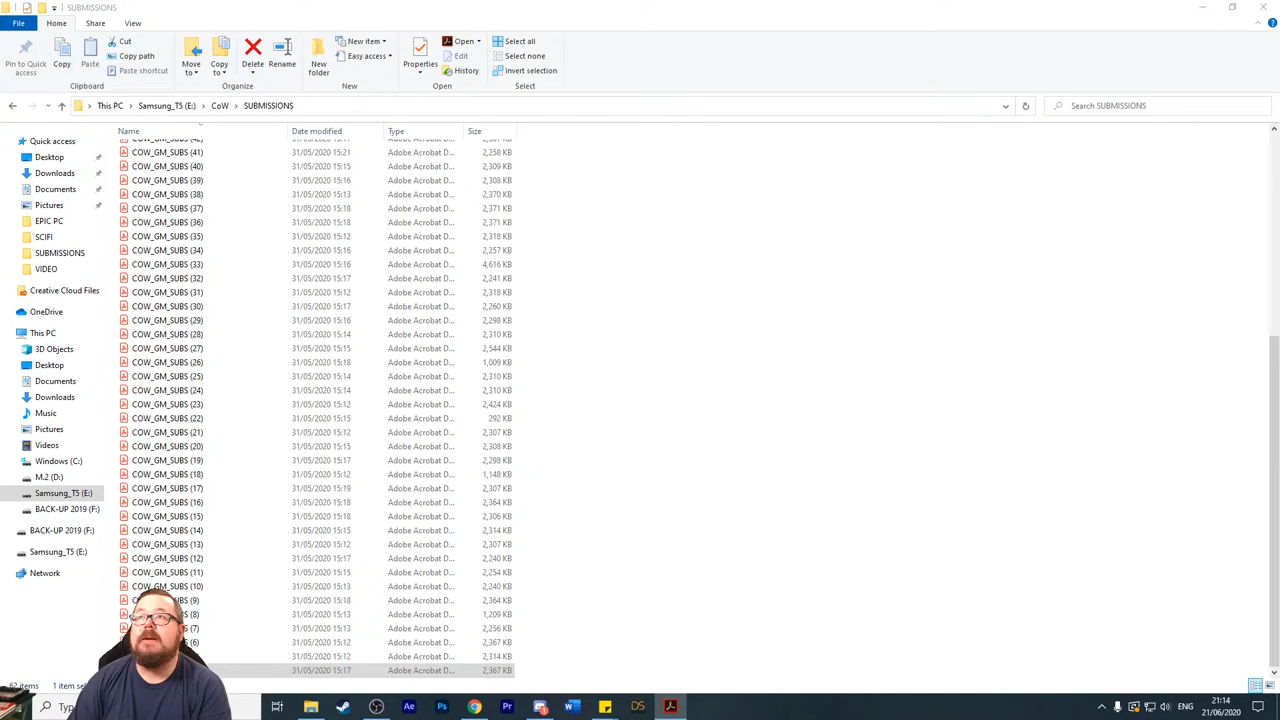 SUBMISSIONS
File Home Share View
Pin to Quick access
Copy
Paste
Cut
Copy path
Paste shortcut
Clipboard
Move to
Copy to
Delete
Rename
Organize
New folder
New item
Easy access
New
Properties
Open
Edit
History
Open
Select all
Select none
Invert selection
Select
This PC Samsung_T5 (E:) CoW SUBMISSIONS
Search SUBMISSIONS
Quick access
Desktop
Downloads
Documents
Pictures
EPIC PC
SCIFI
SUBMISSIONS
VIDEO
Creative Cloud Files
OneDrive
This PC
3D Objects
Desktop
Documents
Downloads
Music
Pictures
Videos
Windows (C:)
M.2 (D:)
Samsung_T5 (E:)
BACK-UP 2019 (F:)
BACK-UP 2019 (F:)
Samsung_T5 (E:)
Network
Name Date modified Type Size
COW_GM_SUBS (41) 31/05/2020 15:21 Adobe Acrobat D... 2,258 KB
COW_GM_SUBS (40) 31/05/2020 15:15 Adobe Acrobat D... 2,309 KB
COW_GM_SUBS (39) 31/05/2020 15:16 Adobe Acrobat D... 2,308 KB
COW_GM_SUBS (38) 31/05/2020 15:13 Adobe Acrobat D... 2,370 KB
COW_GM_SUBS (37) 31/05/2020 15:18 Adobe Acrobat D... 2,371 KB
COW_GM_SUBS (36) 31/05/2020 15:18 Adobe Acrobat D... 2,371 KB
COW_GM_SUBS (35) 31/05/2020 15:12 Adobe Acrobat D... 2,318 KB
COW_GM_SUBS (34) 31/05/2020 15:16 Adobe Acrobat D... 2,257 KB
COW_GM_SUBS (33) 31/05/2020 15:16 Adobe Acrobat D... 4,616 KB
COW_GM_SUBS (32) 31/05/2020 15:17 Adobe Acrobat D... 2,241 KB
COW_GM_SUBS (31) 31/05/2020 15:12 Adobe Acrobat D... 2,318 KB
COW_GM_SUBS (30) 31/05/2020 15:17 Adobe Acrobat D... 2,260 KB
COW_GM_SUBS (29) 31/05/2020 15:16 Adobe Acrobat D... 2,298 KB
COW_GM_SUBS (28) 31/05/2020 15:14 Adobe Acrobat D... 2,310 KB
COW_GM_SUBS (27) 31/05/2020 15:15 Adobe Acrobat D... 2,544 KB
COW_GM_SUBS (26) 31/05/2020 15:18 Adobe Acrobat D... 1,009 KB
COW_GM_SUBS (25) 31/05/2020 15:14 Adobe Acrobat D... 2,310 KB
COW_GM_SUBS (24) 31/05/2020 15:14 Adobe Acrobat D... 2,310 KB
COW_GM_SUBS (23) 31/05/2020 15:12 Adobe Acrobat D... 2,424 KB
COW_GM_SUBS (22) 31/05/2020 15:15 Adobe Acrobat D... 292 KB
COW_GM_SUBS (21) 31/05/2020 15:12 Adobe Acrobat D... 2,307 KB
COW_GM_SUBS (20) 31/05/2020 15:15 Adobe Acrobat D... 2,308 KB
COW_GM_SUBS (19) 31/05/2020 15:17 Adobe Acrobat D... 2,298 KB
COW_GM_SUBS (18) 31/05/2020 15:12 Adobe Acrobat D... 1,148 KB
COW_GM_SUBS (17) 31/05/2020 15:19 Adobe Acrobat D... 2,307 KB
COW_GM_SUBS (16) 31/05/2020 15:18 Adobe Acrobat D... 2,364 KB
COW_GM_SUBS (15) 31/05/2020 15:18 Adobe Acrobat D... 2,306 KB
COW_GM_SUBS (14) 31/05/2020 15:15 Adobe Acrobat D... 2,314 KB
COW_GM_SUBS (13) 31/05/2020 15:12 Adobe Acrobat D... 2,307 KB
COW_GM_SUBS (12) 31/05/2020 15:17 Adobe Acrobat D... 2,240 KB
COW_GM_SUBS (11) 31/05/2020 15:15 Adobe Acrobat D... 2,254 KB
COW_GM_SUBS (10) 31/05/2020 15:13 Adobe Acrobat D... 2,240 KB
(9) 31/05/2020 15:18 Adobe Acrobat D... 2,364 KB
(8) 31/05/2020 15:13 Adobe Acrobat D... 1,209 KB
(7) 31/05/2020 15:13 Adobe Acrobat D... 2,256 KB
(6) 31/05/2020 15:12 Adobe Acrobat D... 2,367 KB
31/05/2020 15:12 Adobe Acrobat D... 2,314 KB
31/05/2020 15:17 Adobe Acrobat D... 2,367 KB
62 items 1 item sel
Typ
Ae Ps Pr DS
21:14
21/06/2020